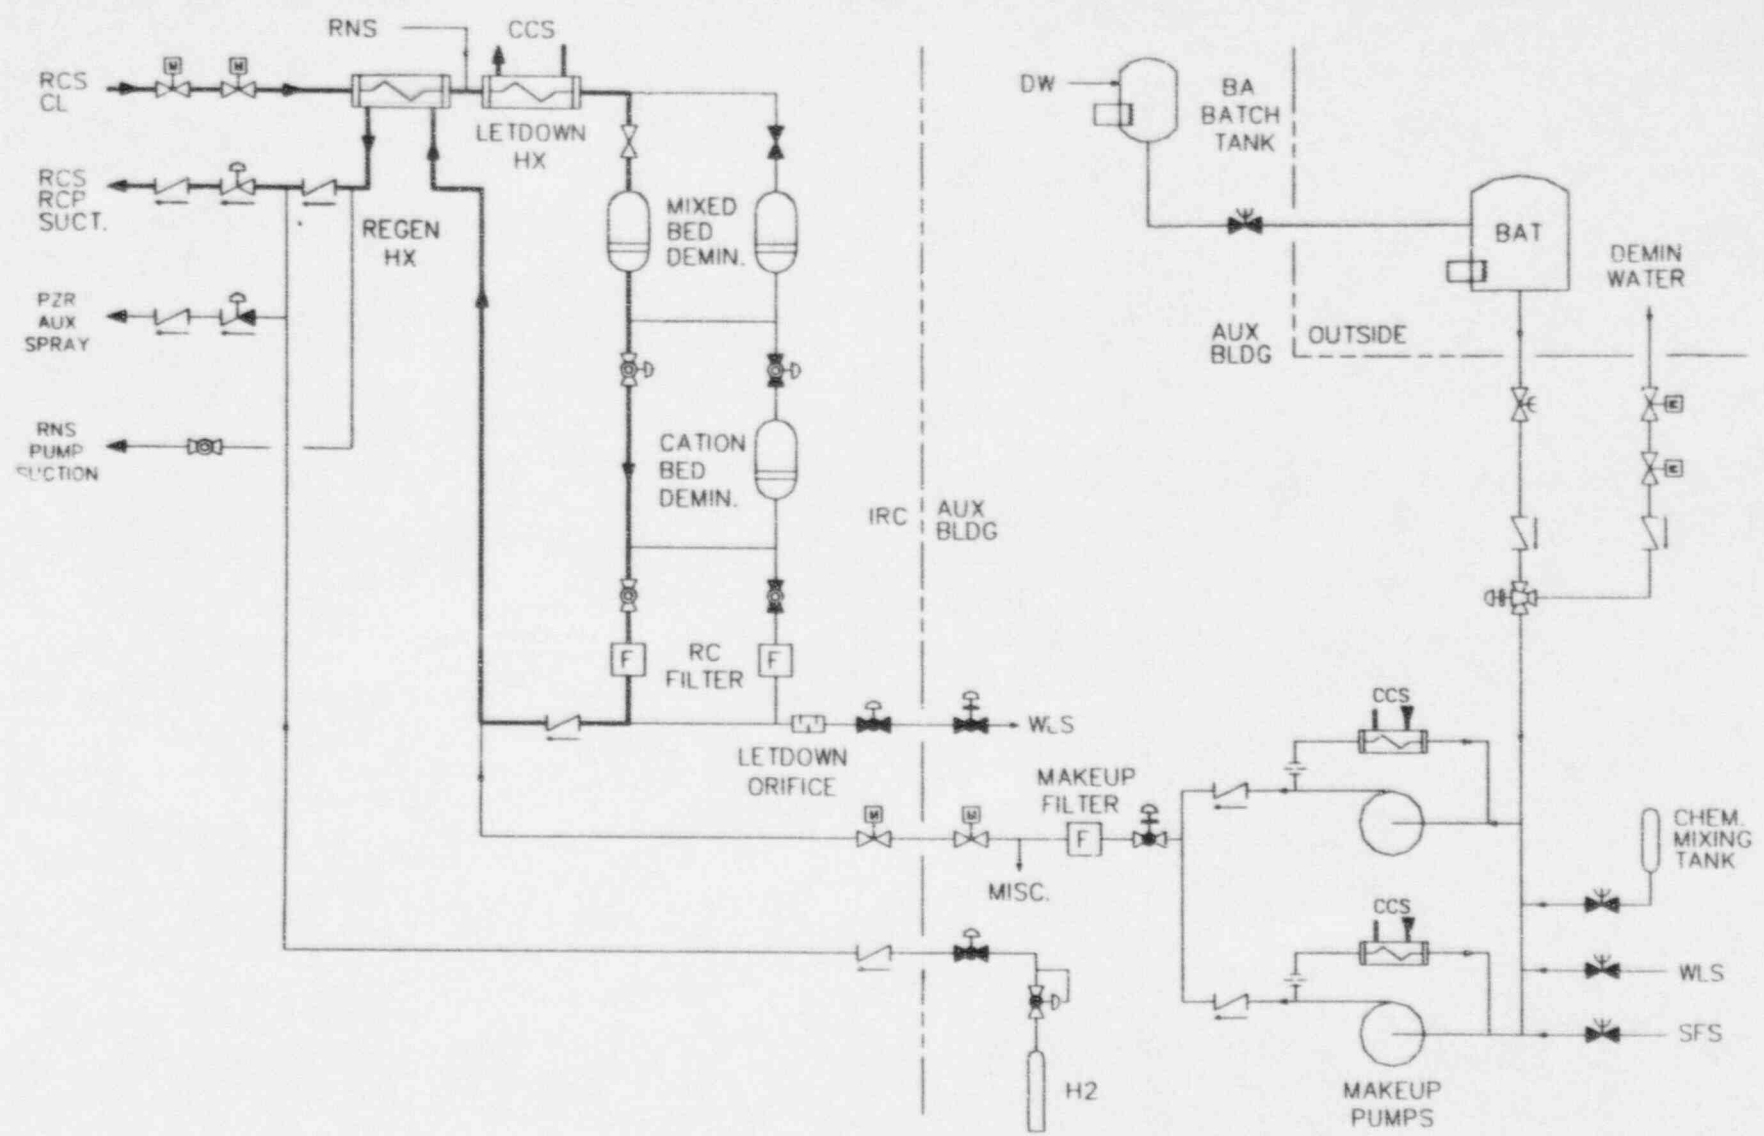 RNS
CCS
RCS
CL
LETDOWN
HX
RCS
RCP
SUCT.
REGEN
HX
MIXED
BED
DEMIN.
PZR
AUX
SPRAY
RNS
PUMP
SUCTION
CATION
BED
DEMIN.
IRC
AUX
BLDG
F
RC
FILTER
F
LETDOWN
ORIFICE
WLS
DW
BA
BATCH
TANK
BAT
DEMIN
WATER
AUX
BLDG
OUTSIDE
M
M
M
M
M
M
MAKEUP
FILTER
F
MISC.
H2
CCS
CCS
MAKEUP
PUMPS
CHEM.
MIXING
TANK
WLS
SFS